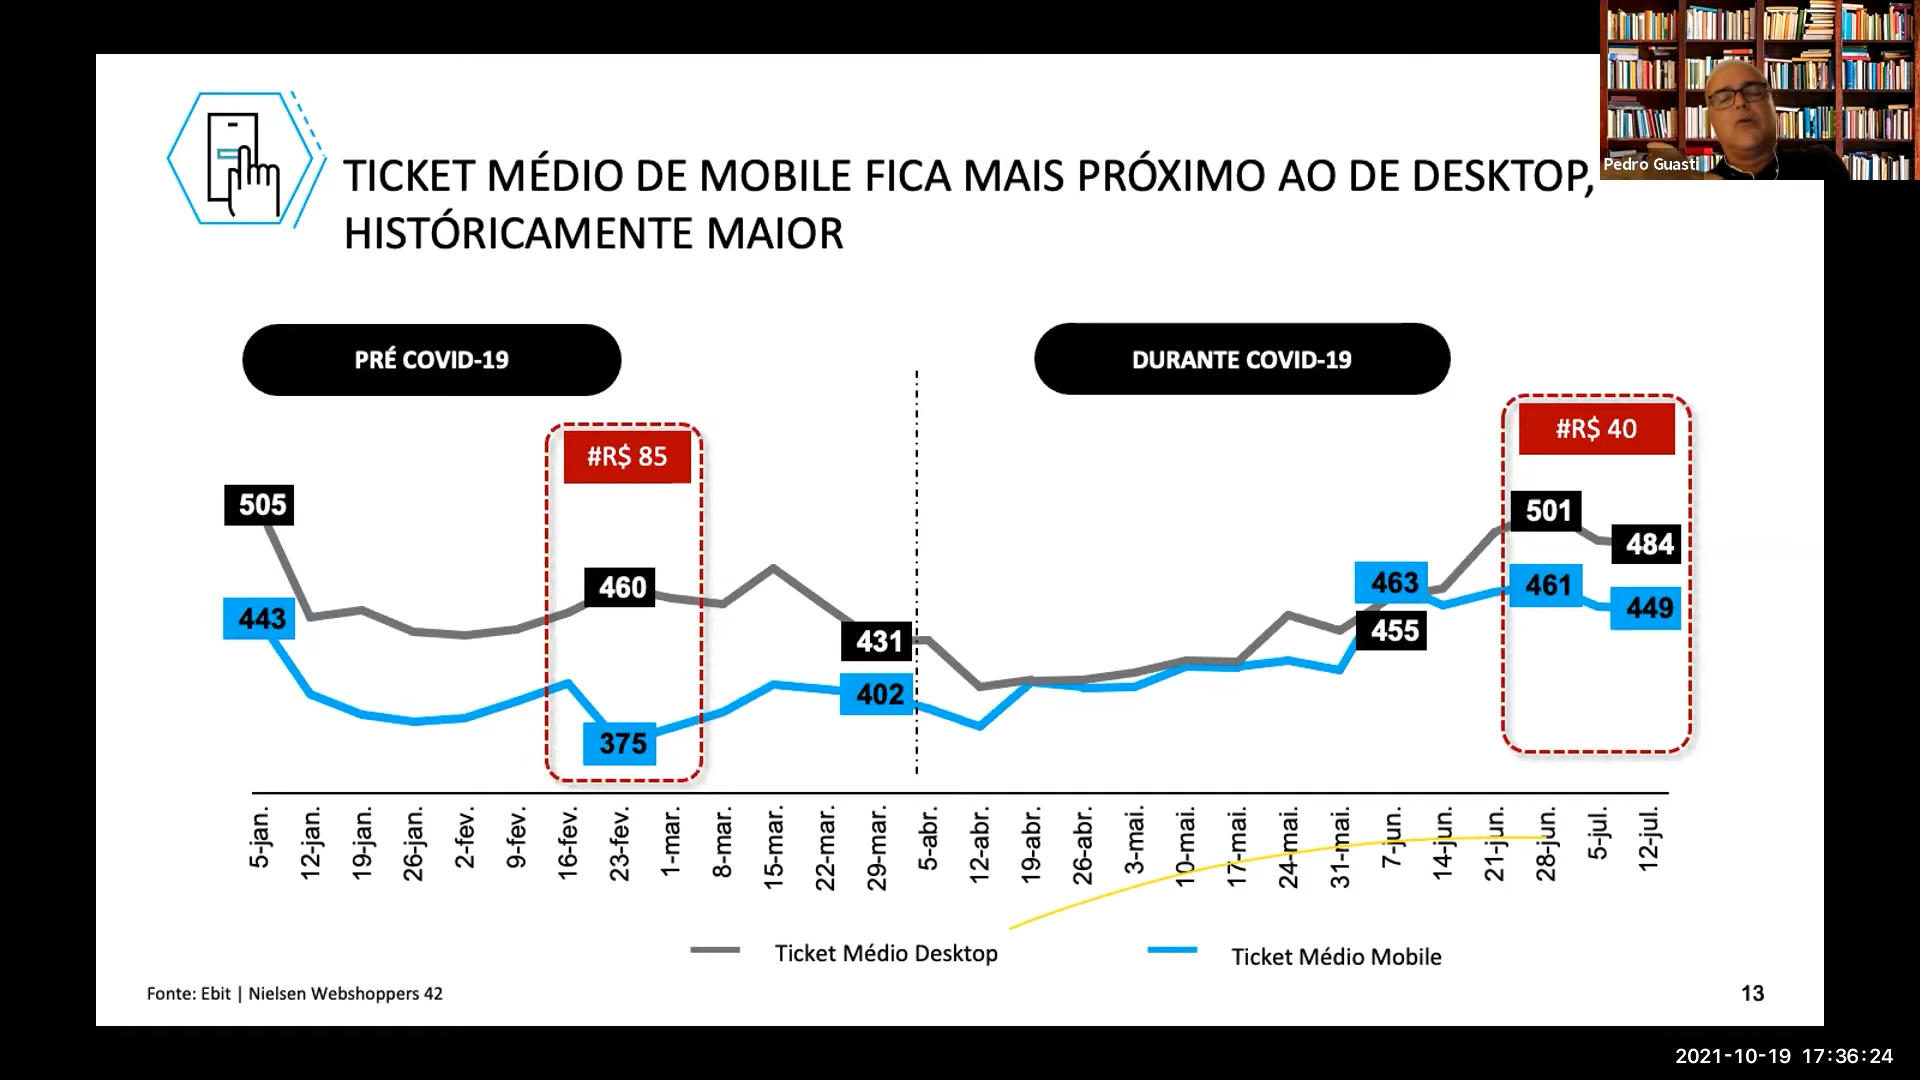 Pedro Guasti
TICKET MÉDIO DE MOBILE FICA MAIS PRÓXIMO AO DE DESKTOP,
HISTÓRICAMENTE MAIOR
PRÉ COVID-19
DURANTE COVID-19
#R$ 85
#R$ 40
505
443
460
375
431
402
463
455
501
461
484
449
5-jan.
12-jan.
19-jan.
26-jan.
2-fev.
9-fev.
16-fev.
23-fev.
1-mar.
8-mar.
15-mar.
22-mar.
29-mar.
5-abr.
12-abr.
19-abr.
26-abr.
3-mai.
10-mai.
17-mai.
24-mai.
31-mai.
7-jun.
14-jun.
21-jun.
28-jun.
5-jul.
12-jul.
Ticket Médio Desktop
Ticket Médio Mobile
Fonte: Ebit | Nielsen Webshoppers 42
13
2021-10-19 17:36:24